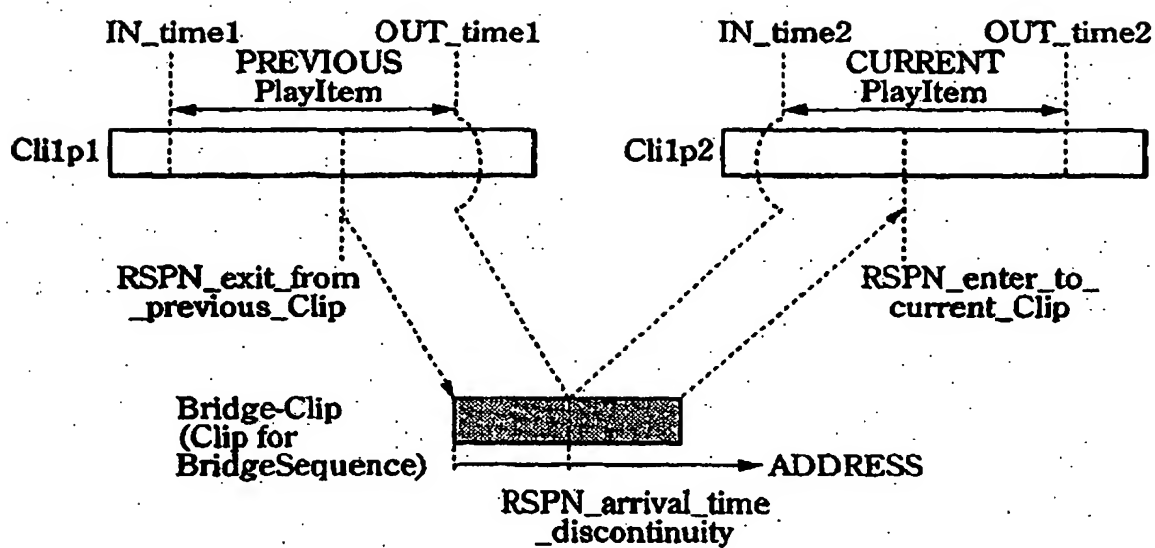 IN_time1 OUT_time1 IN_time2 OUT_time2
PREVIOUS
PlayItem
CURRENT
PlayItem
Cli1p1
Cli1p2
RSPN_exit_from
_previous_Clip
RSPN_enter_to_
current_Clip
Bridge-Clip
(Clip for
BridgeSequence)
ADDRESS
RSPN_arrival_time
_discontinuity